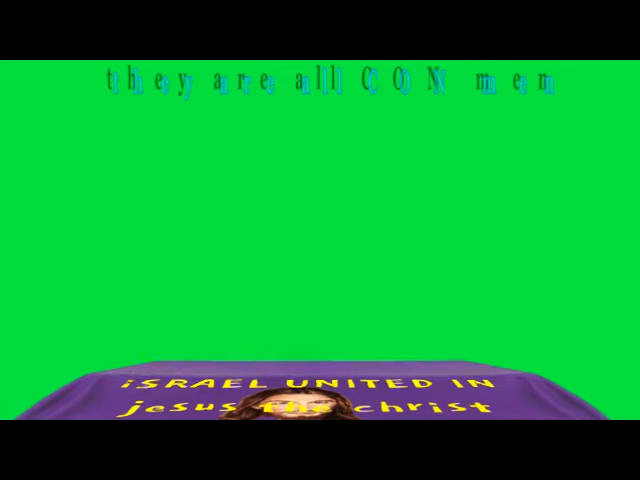 they are all CON men
iSRAEL UNITED IN
jesus the christ